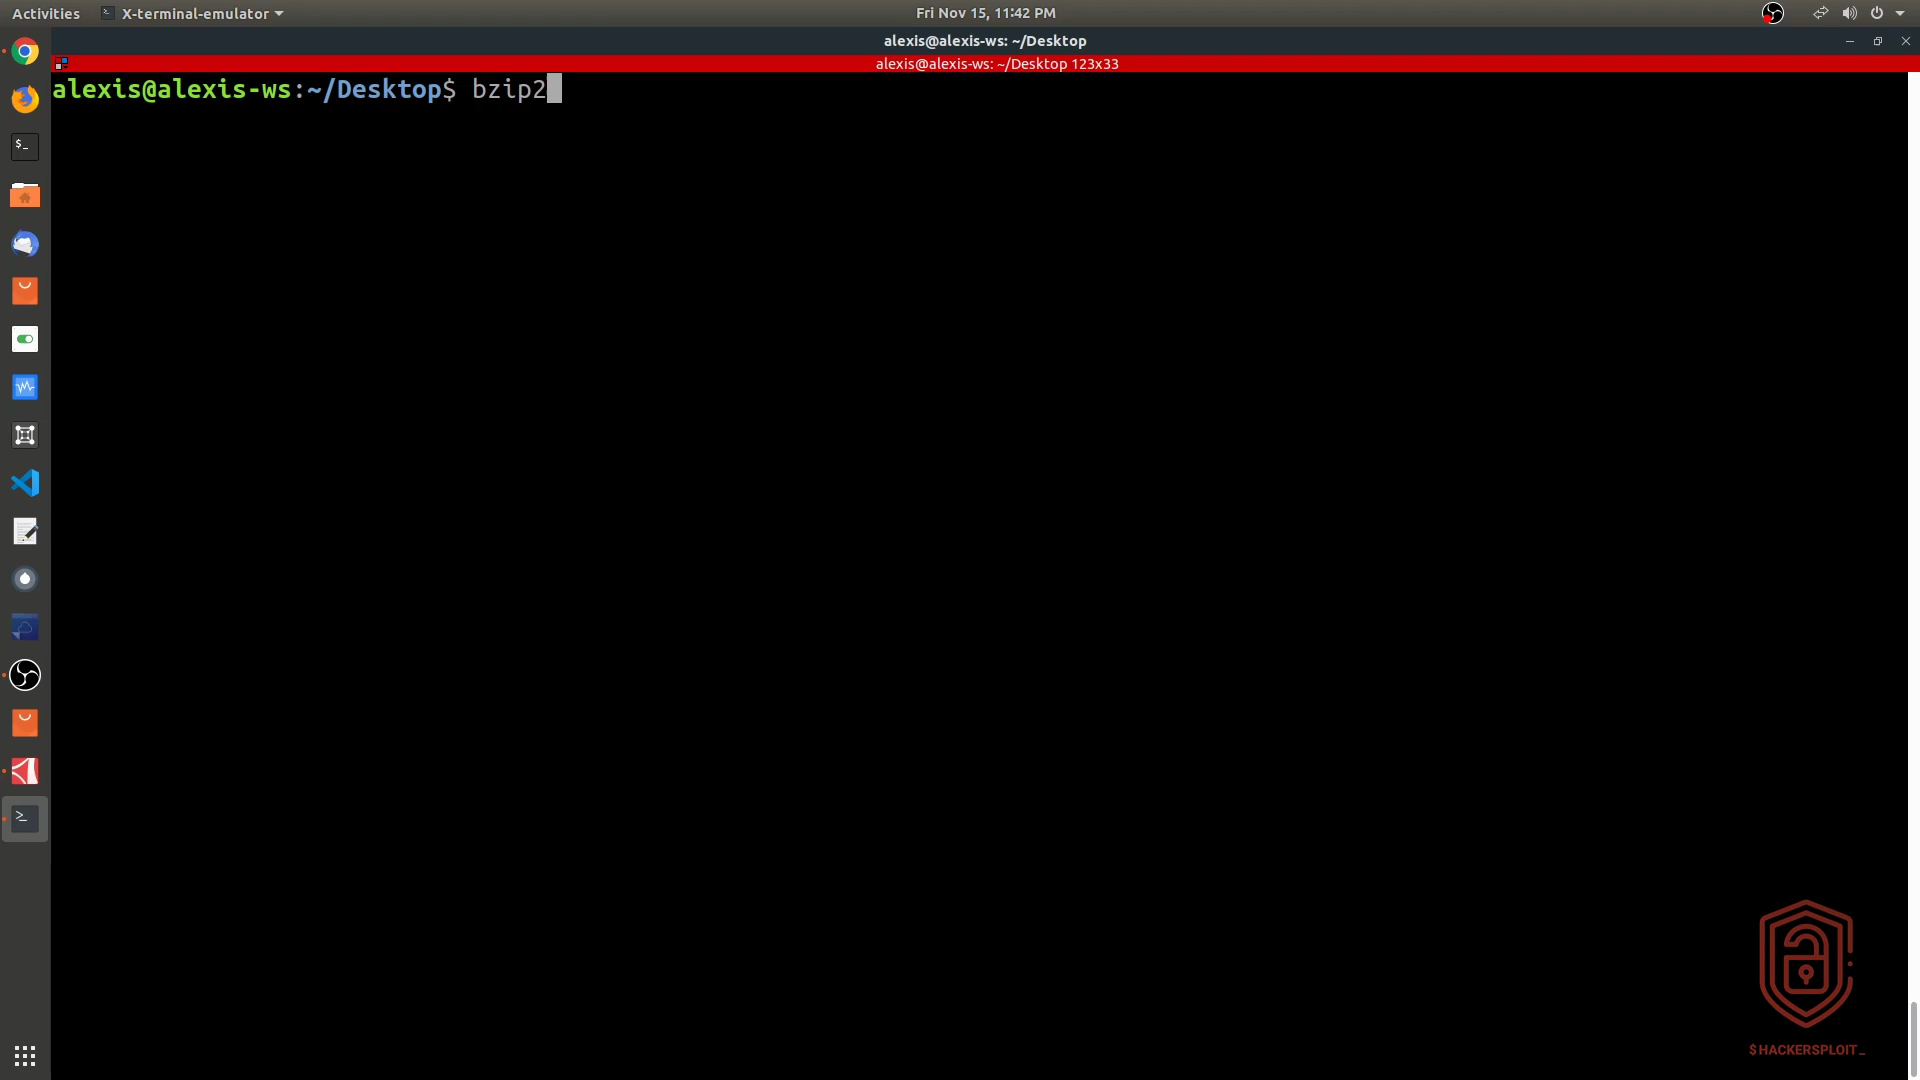 Activities
X-terminal-emulator
Fri Nov 15, 11:42 PM
alexis@alexis-ws: ~/Desktop
alexis@alexis-ws: ~/Desktop 123x33
alexis@alexis-ws:~/Desktop$ bzip2
$HACKERSPLOIT_